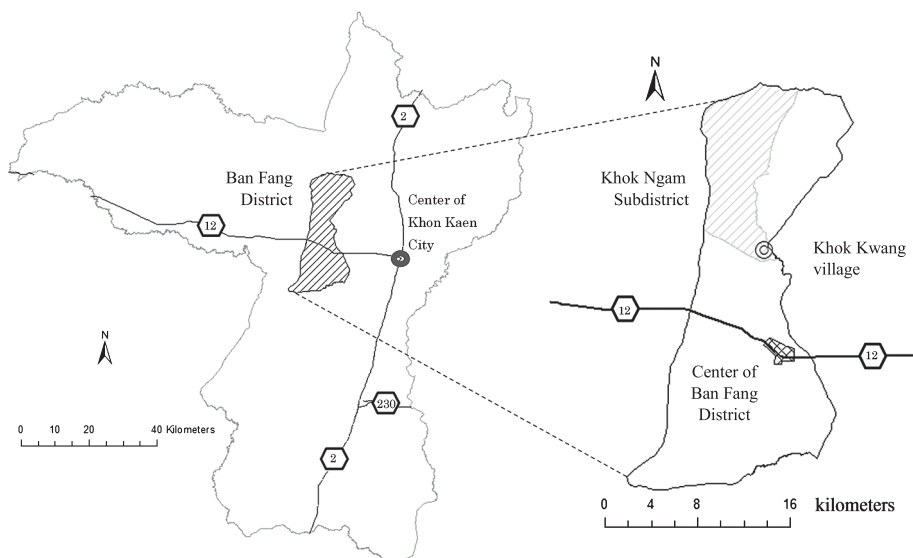 2
N
Ban Fang
District
Center of
Khon Kaen
City
12
N
230
2
0 10 20 40 Kilometers
Khok Ngam
Subdistrict
Khok Kwang
village
12
12
Center of
Ban Fang
District
0 4 8 16 kilometers